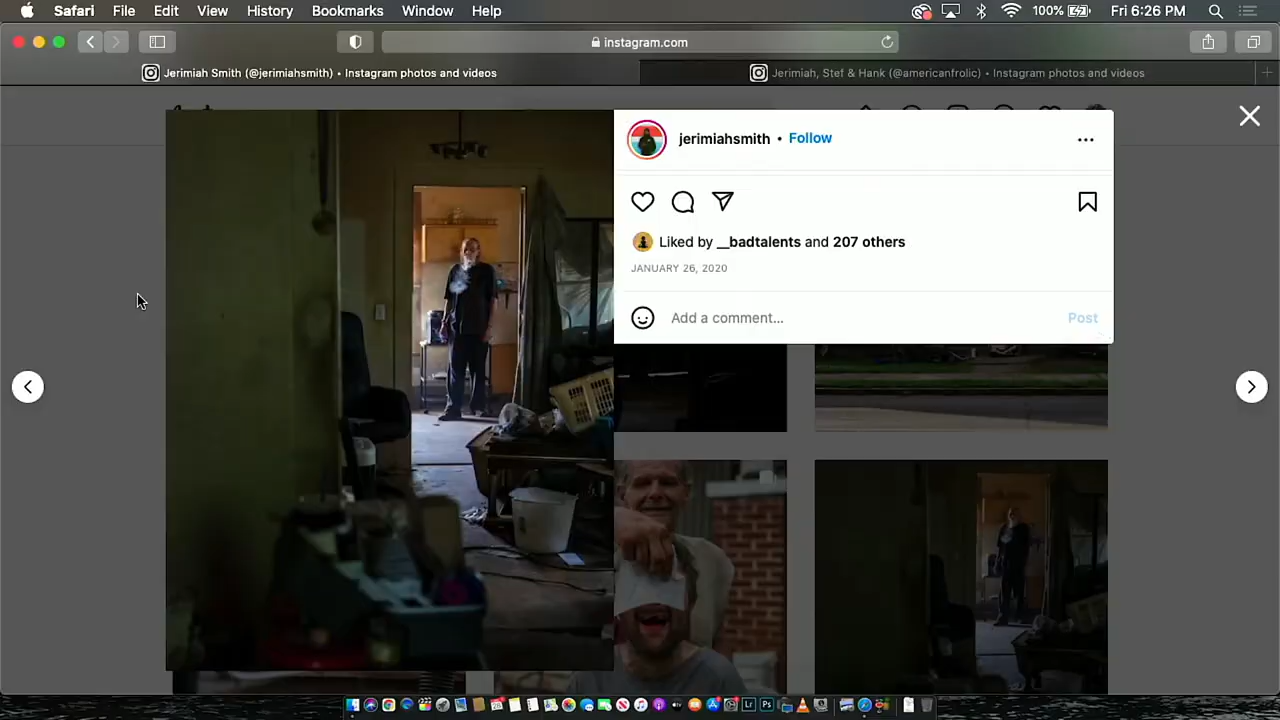 Safari File Edit View History Bookmarks Window Help 100% Fri 6:26 PM
instagram.com
Jerimiah Smith (@jerimiahsmith) • Instagram photos and videos
Jerimiah, Stef & Hank (@americanfrolic) • Instagram photos and videos
jerimiahsmith • Follow
Liked by __badtalents and 207 others
JANUARY 26, 2020
Add a comment... Post